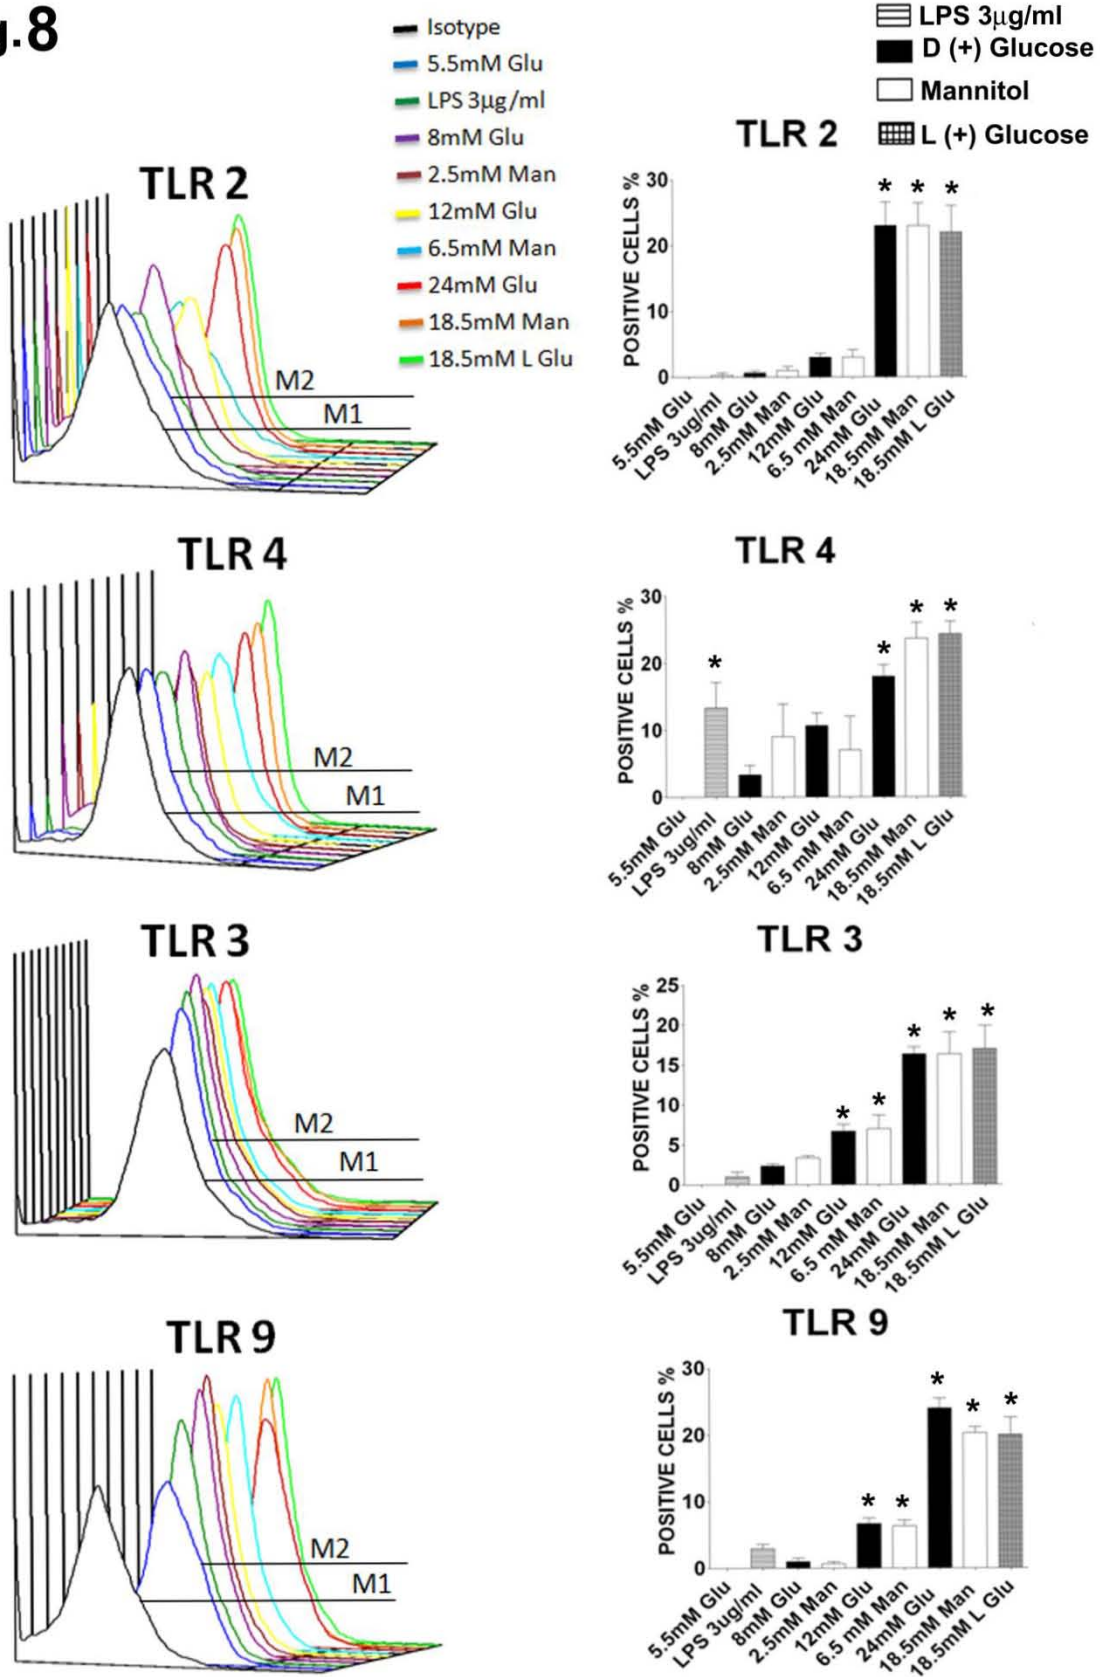 g.8
Isotype
5.5mM Glu
LPS 3µg/ml
8mM Glu
2.5mM Man
12mM Glu
6.5mM Man
24mM Glu
18.5mM Man
18.5mM L Glu
LPS 3µg/ml
D (+) Glucose
Mannitol
L (+) Glucose
TLR 2
M2
M1
TLR 2
POSITIVE CELLS %
30
20
10
0
* * *
5.5mM Glu
LPS 3ug/ml
8mM Glu
2.5mM Man
12mM Glu
6.5 mM Man
24mM Glu
18.5mM Man
18.5mM L Glu
TLR 4
M2
M1
TLR 4
POSITIVE CELLS %
30
20
10
0
* * * *
5.5mM Glu
LPS 3ug/ml
8mM Glu
2.5mM Man
12mM Glu
6.5 mM Man
24mM Glu
18.5mM Man
18.5mM L Glu
TLR 3
M2
M1
TLR 3
POSITIVE CELLS %
25
20
15
10
5
0
* * * * *
5.5mM Glu
LPS 3ug/ml
8mM Glu
2.5mM Man
12mM Glu
6.5 mM Man
24mM Glu
18.5mM Man
18.5mM L Glu
TLR 9
M2
M1
TLR 9
POSITIVE CELLS %
30
20
10
0
* * * * *
5.5mM Glu
LPS 3ug/ml
8mM Glu
2.5mM Man
12mM Glu
6.5 mM Man
24mM Glu
18.5mM Man
18.5mM L Glu